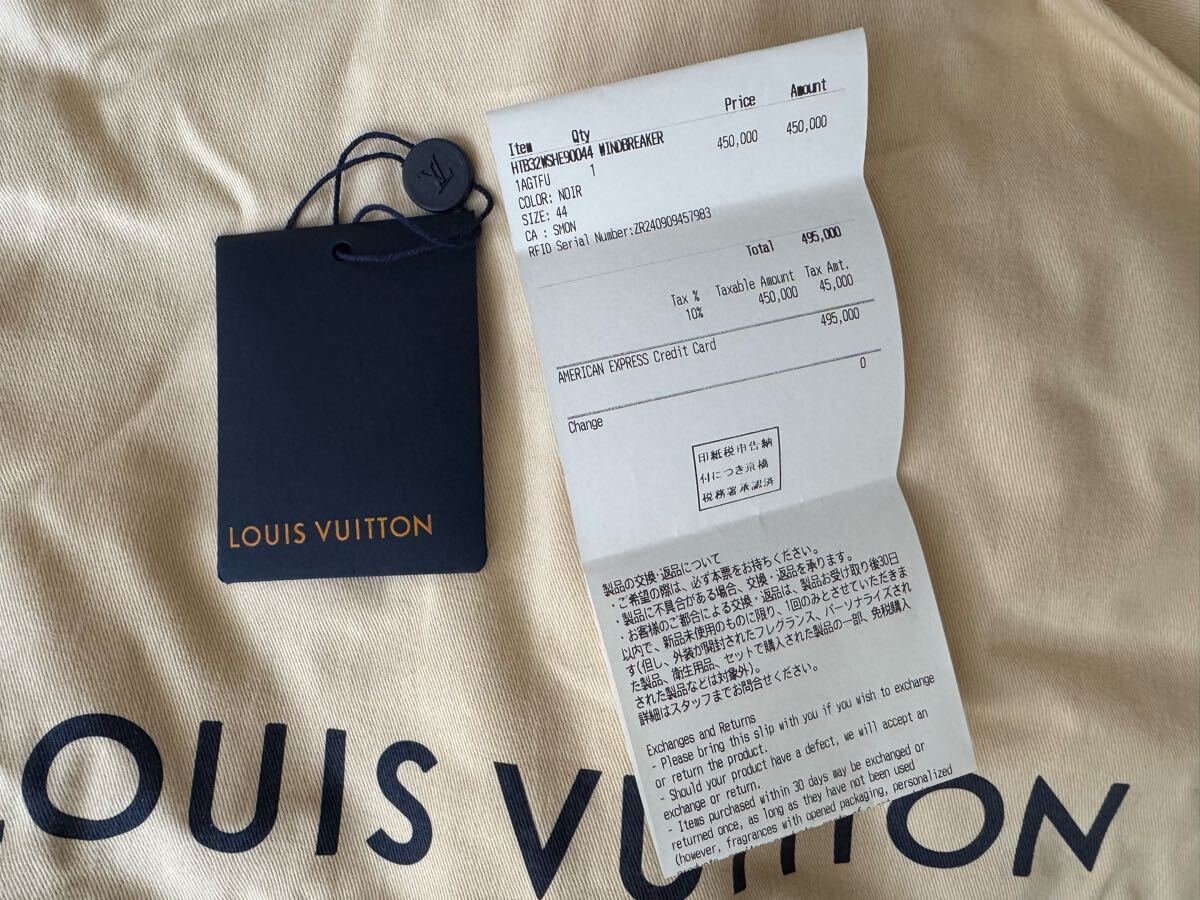 LV
LOUIS VUITTON
Item Qty Price Amount
HTB32WSHE90044 WINDBREAKER 450,000 450,000
1AGTFU 1
COLOR: NOIR
SIZE: 44
CA : SMON
RFID Serial Number:ZR240909457983
Total 495,000
Tax % Taxable Amount Tax Amt.
10% 450,000 45,000
AMERICAN EXPRESS Credit Card 495,000
Change 0
印紙税申告納
付につき京橋
税務署承認済
製品の交換・返品について
・ご希望の際は、必ず本票をお持ちください。
・製品に不具合がある場合、交換・返品を承ります。
・お客様のご都合による交換・返品は、製品お受け取り後30日
以内で、新品未使用のものに限り、1回のみとさせていただきま
す(但し、外装が開封されたフレグランス、パーソナライズされ
た製品、衛生用品、セットで購入された製品の一部、免税購入
された製品などは対象外)。
詳細はスタッフまでお問合せください。
Exchanges and Returns
- Please bring this slip with you if you wish to exchange
or return the product.
- Should your product have a defect, we will accept an
exchange or return.
- Items purchased within 30 days may be exchanged or
returned once, as long as they have not been used
(however, fragrances with opened packaging, personalized
LOUIS VUITTON